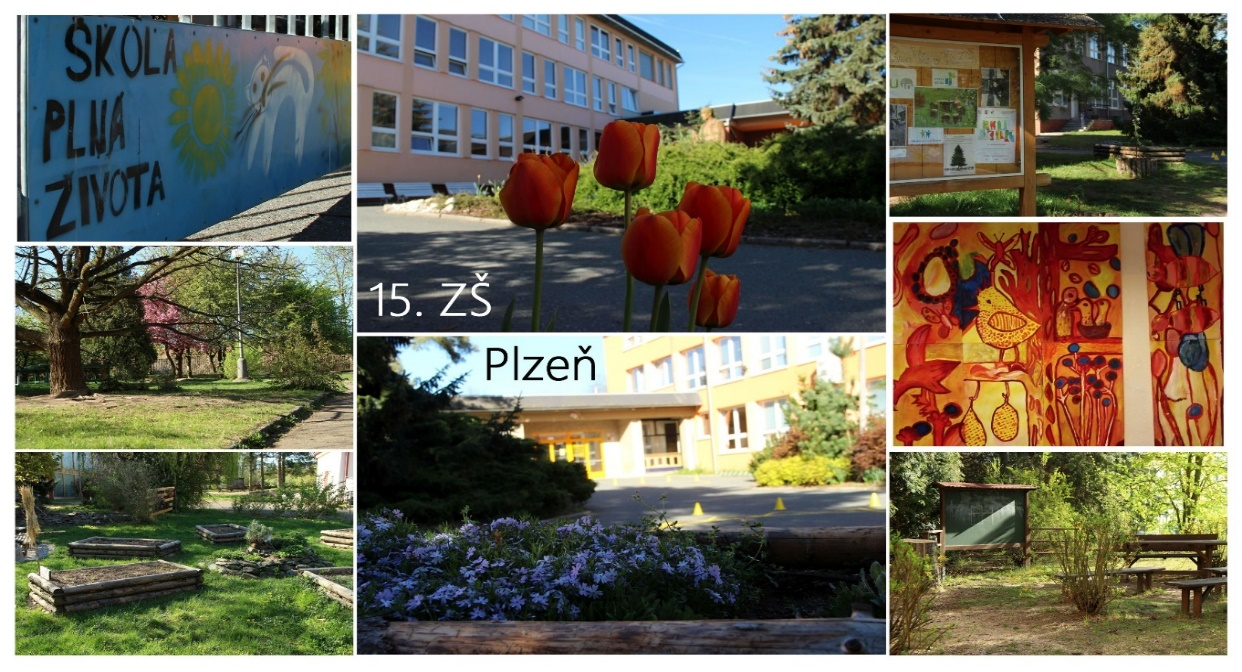 ŠKOLA
PLNÁ
ŽIVOTA
15. ZŠ
Plzeň